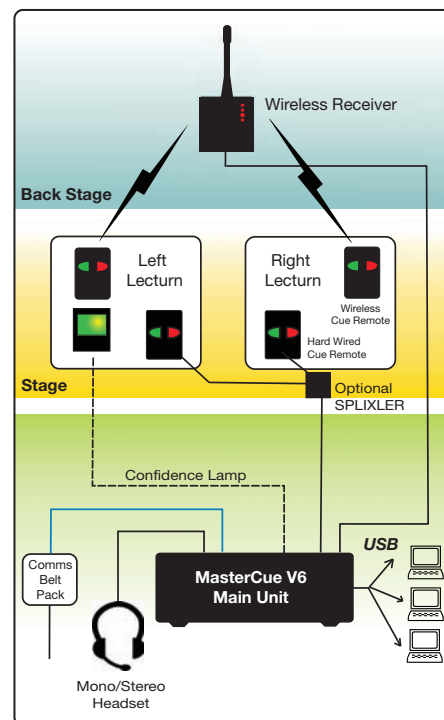 Wireless Receiver
Back Stage
Left
Lecturn
Right
Lecturn
Wireless
Cue Remote
Hard Wired
Cue Remote
Stage
Optional
SPLIXLER
Confidence Lamp
USB
Comms
Belt
Pack
MasterCue V6
Main Unit
Mono/Stereo
Headset